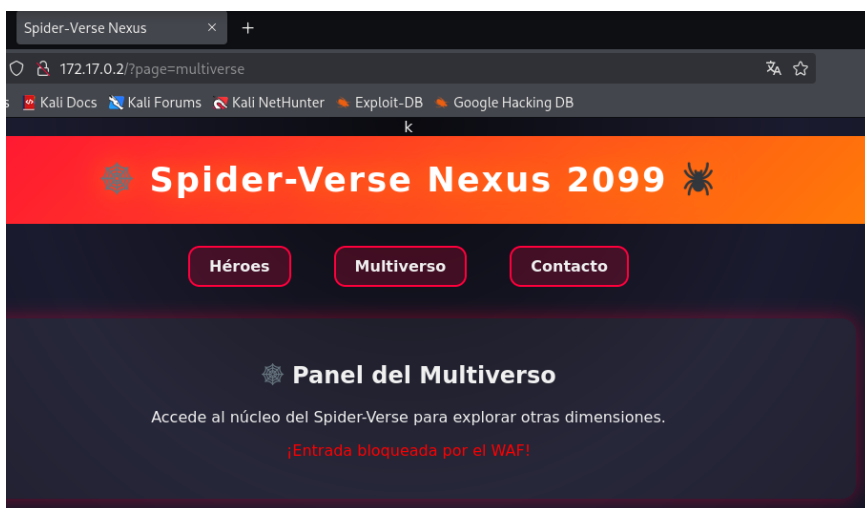 Spider-Verse Nexus × +
172.17.0.2/?page=multiverse
s Kali Docs Kali Forums Kali NetHunter Exploit-DB Google Hacking DB
k
🕸 Spider-Verse Nexus 2099 🕷
Héroes Multiverso Contacto
🕸 Panel del Multiverso
Accede al núcleo del Spider-Verse para explorar otras dimensiones.
¡Entrada bloqueada por el WAF!